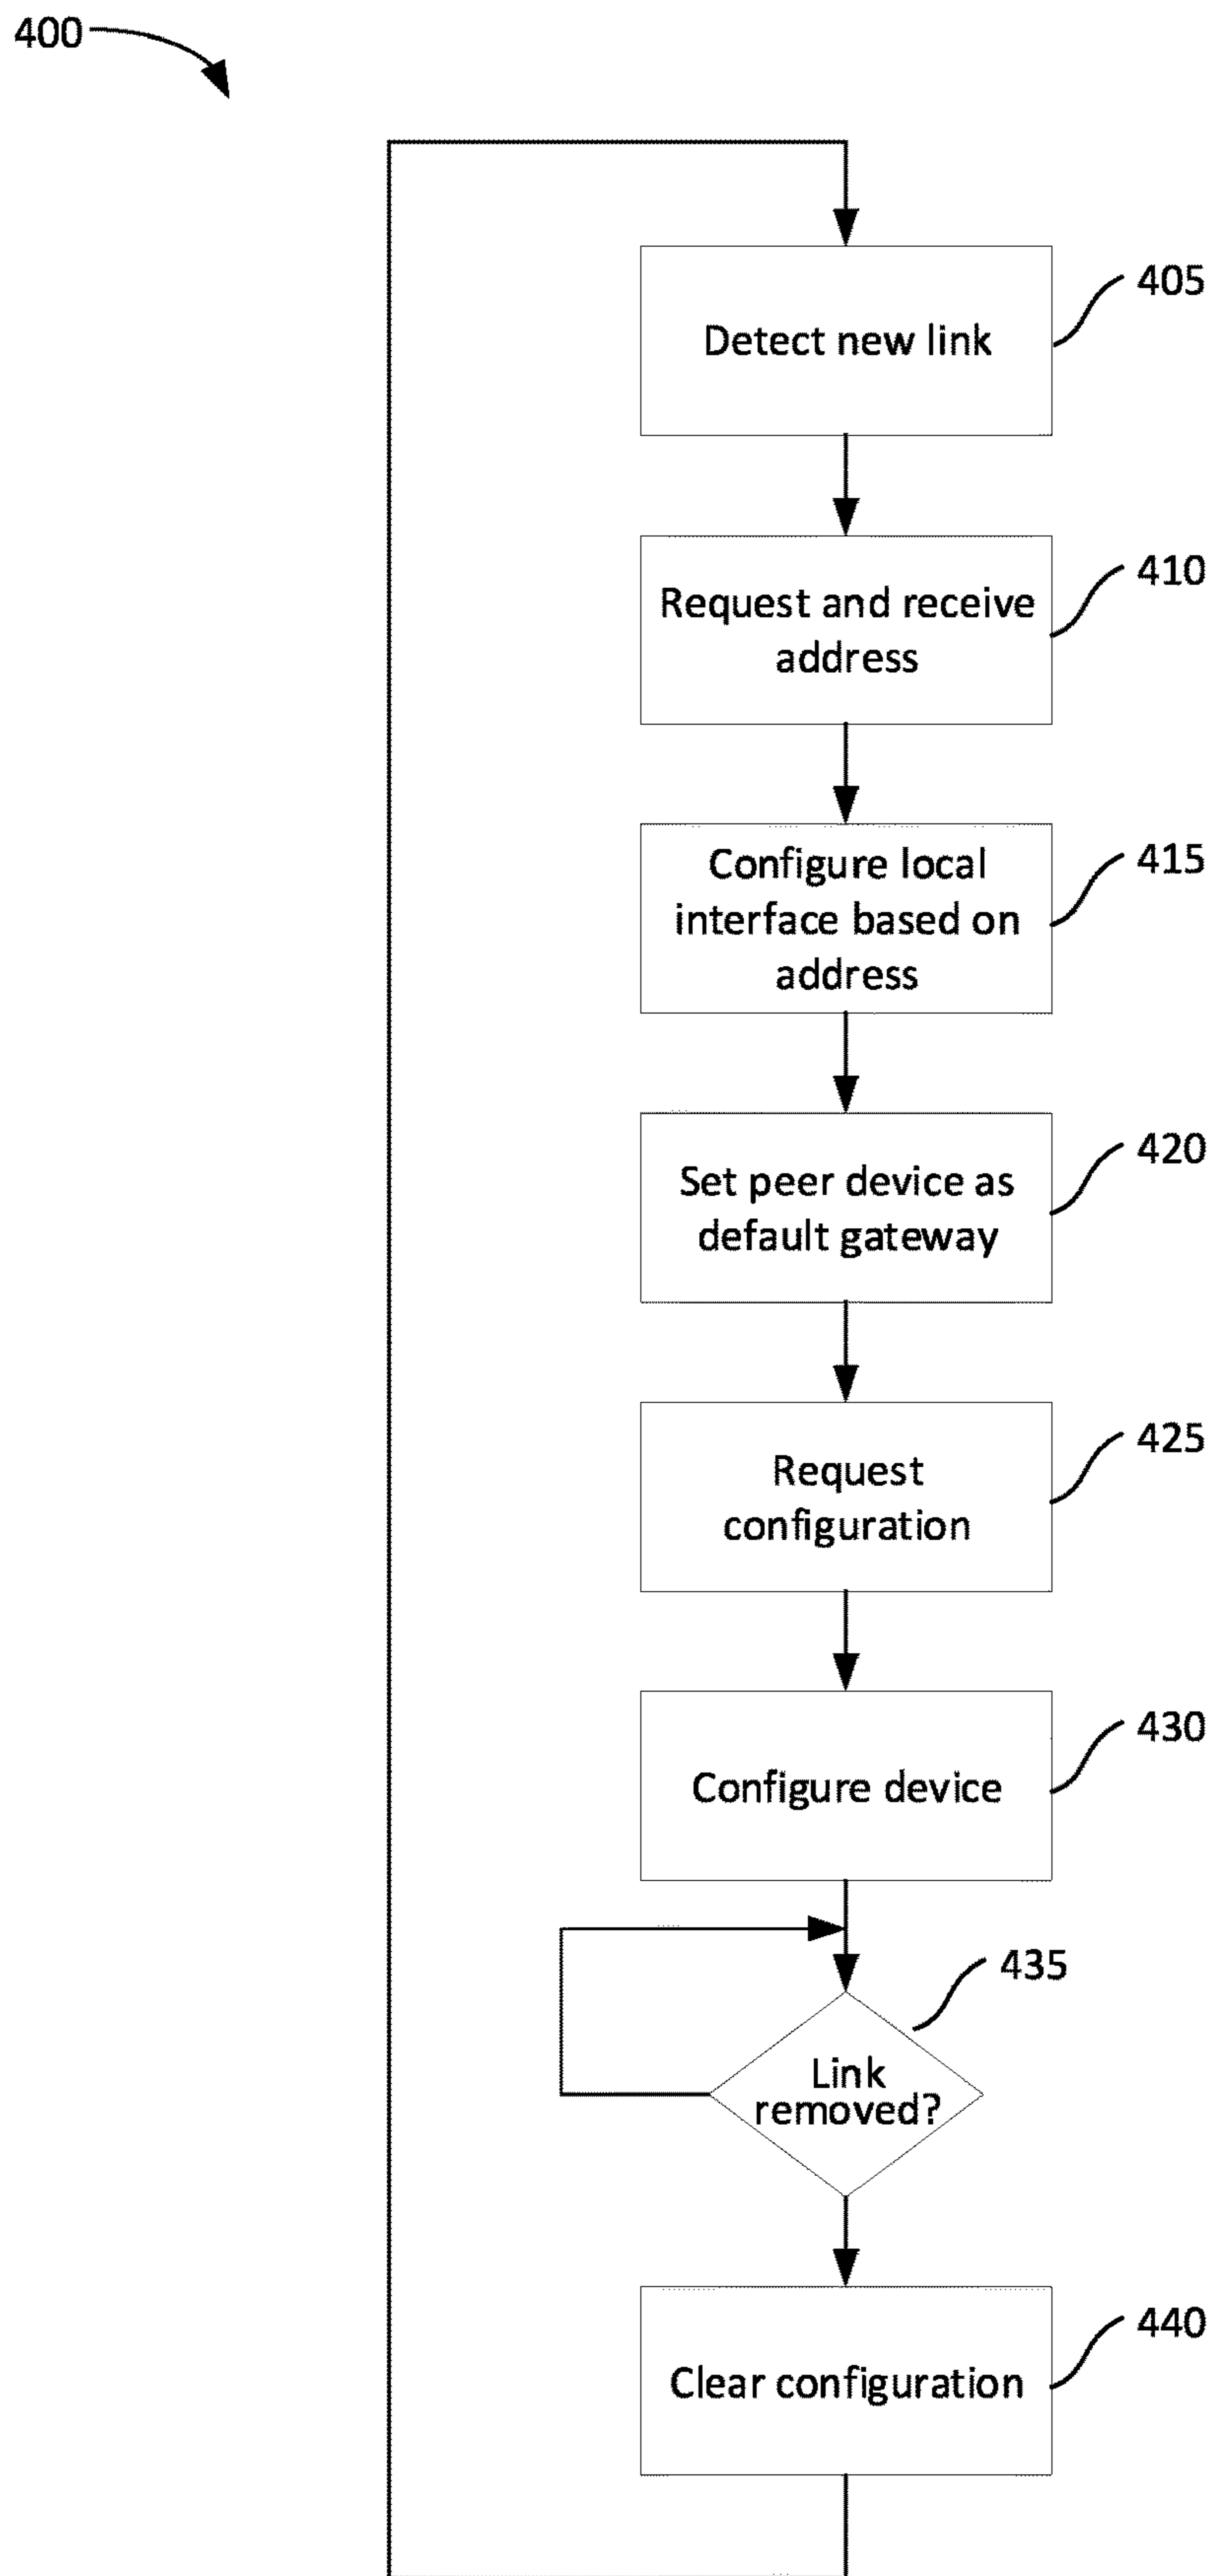 400
405
Detect new link
410
Request and receive
address
415
Configure local
interface based on
address
420
Set peer device as
default gateway
425
Request
configuration
430
Configure device
435
Link
removed?
440
Clear configuration